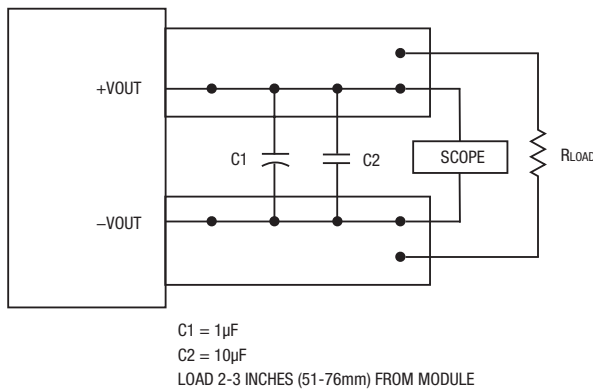 +VOUT
C1
C2
SCOPE
RLOAD
−VOUT
C1 = 1µF
C2 = 10µF
LOAD 2-3 INCHES (51-76mm) FROM MODULE